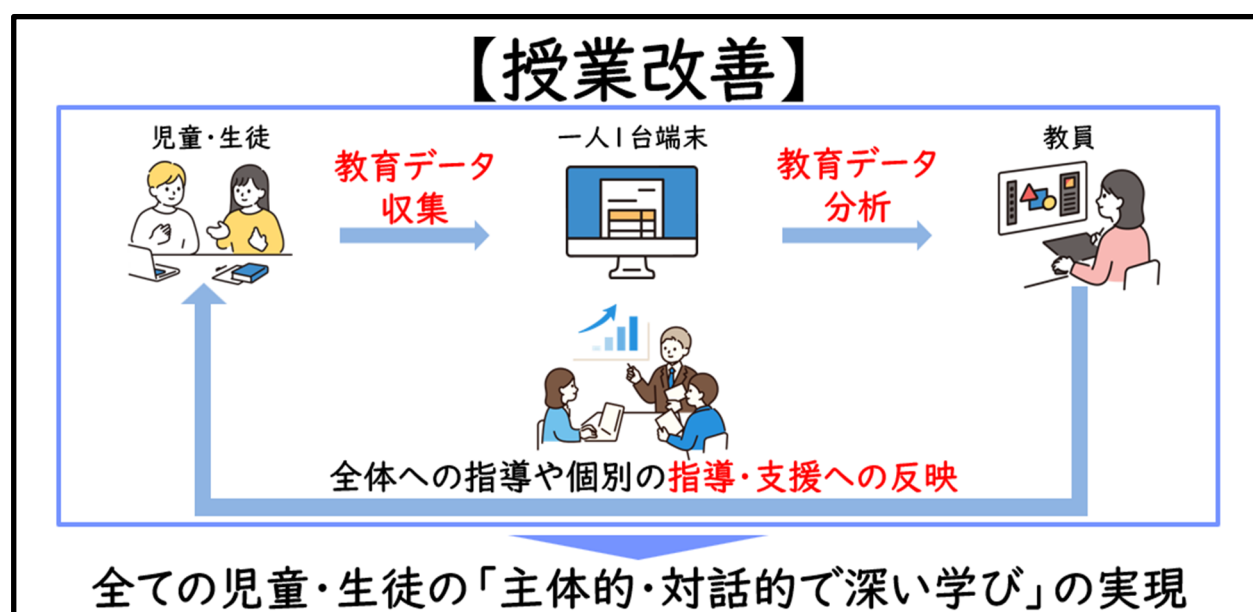 【授業改善】
児童・生徒
一人1台端末
教員
教育データ
収集
教育データ
分析
全体への指導や個別の指導・支援への反映
全ての児童・生徒の「主体的・対話的で深い学び」の実現